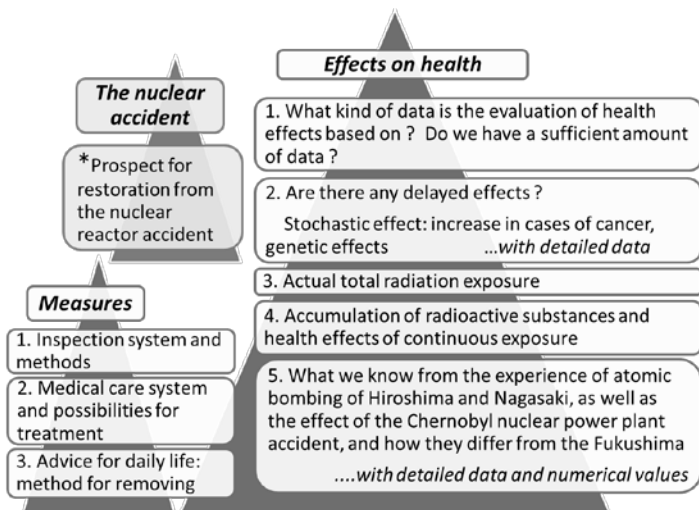 The nuclear
accident
*Prospect for
restoration from
the nuclear
reactor accident
Measures
1. Inspection system and
methods
2. Medical care system
and possibilities for
treatment
3. Advice for daily life:
method for removing
Effects on health
1. What kind of data is the evaluation of health
effects based on ? Do we have a sufficient amount
of data ?
2. Are there any delayed effects ?
Stochastic effect: increase in cases of cancer,
genetic effects ...with detailed data
3. Actual total radiation exposure
4. Accumulation of radioactive substances and
health effects of continuous exposure
5. What we know from the experience of atomic
bombing of Hiroshima and Nagasaki, as well as
the effect of the Chernobyl nuclear power plant
accident, and how they differ from the Fukushima
....with detailed data and numerical values